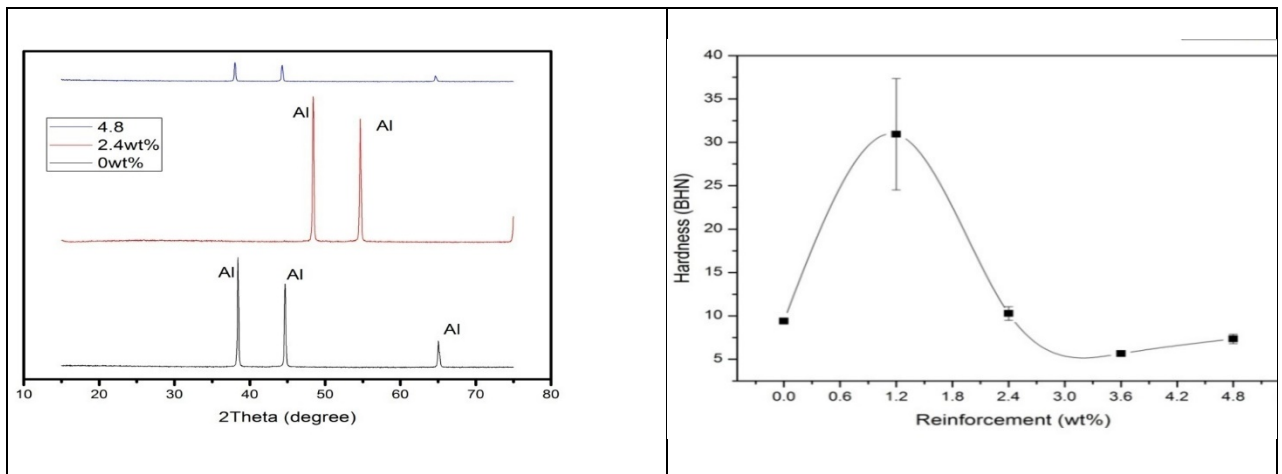 Al
Al
4.8
2.4wt%
0wt%
Al
Al
Al
10 20 30 40 50 60 70 80
2Theta (degree)
40
35
30
25
20
15
10
5
Hardness (BHN)
0.0 0.6 1.2 1.8 2.4 3.0 3.6 4.2 4.8
Reinforcement (wt%)